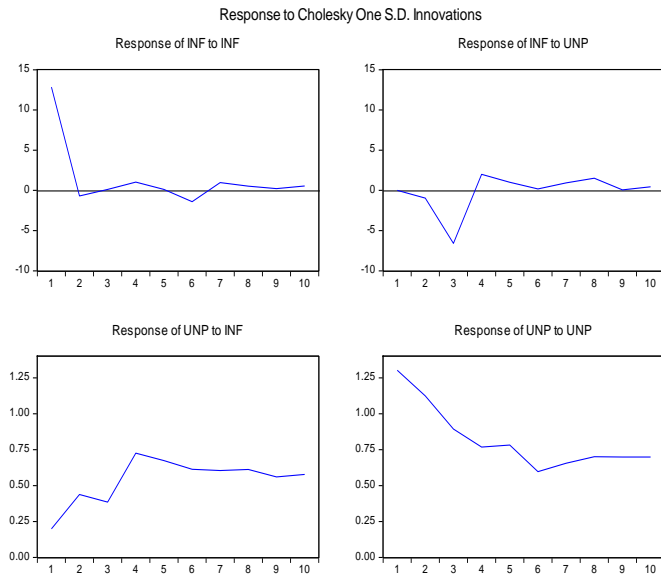 Response to Cholesky One S.D. Innovations
Response of INF to INF
15
10
5
0
-5
-10
1 2 3 4 5 6 7 8 9 10
Response of INF to UNP
15
10
5
0
-5
-10
1 2 3 4 5 6 7 8 9 10
Response of UNP to INF
1.25
1.00
0.75
0.50
0.25
0.00
1 2 3 4 5 6 7 8 9 10
Response of UNP to UNP
1.25
1.00
0.75
0.50
0.25
0.00
1 2 3 4 5 6 7 8 9 10